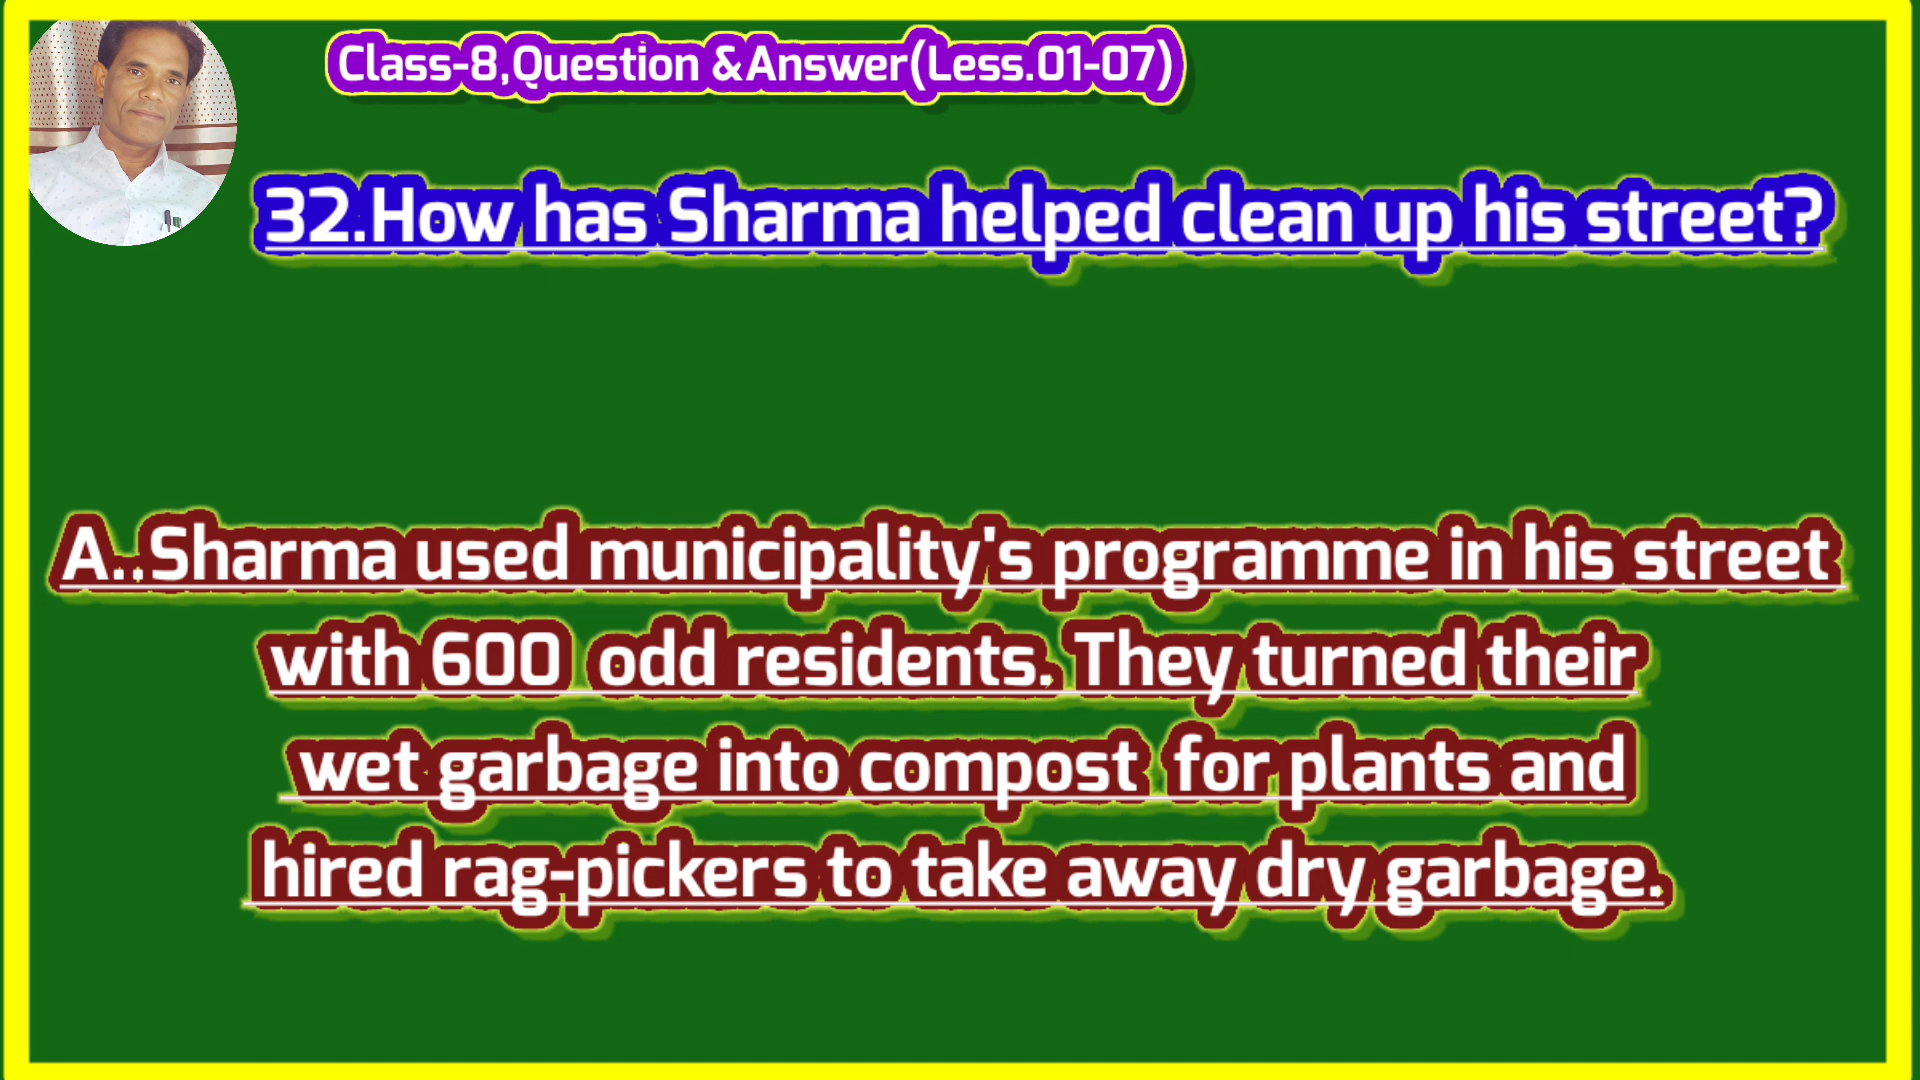 Class-8,Question &Answer(Less.01-07)
32.How has Sharma helped clean up his street?
A..Sharma used municipality's programme in his street
with 600 odd residents. They turned their
wet garbage into compost for plants and
hired rag-pickers to take away dry garbage.